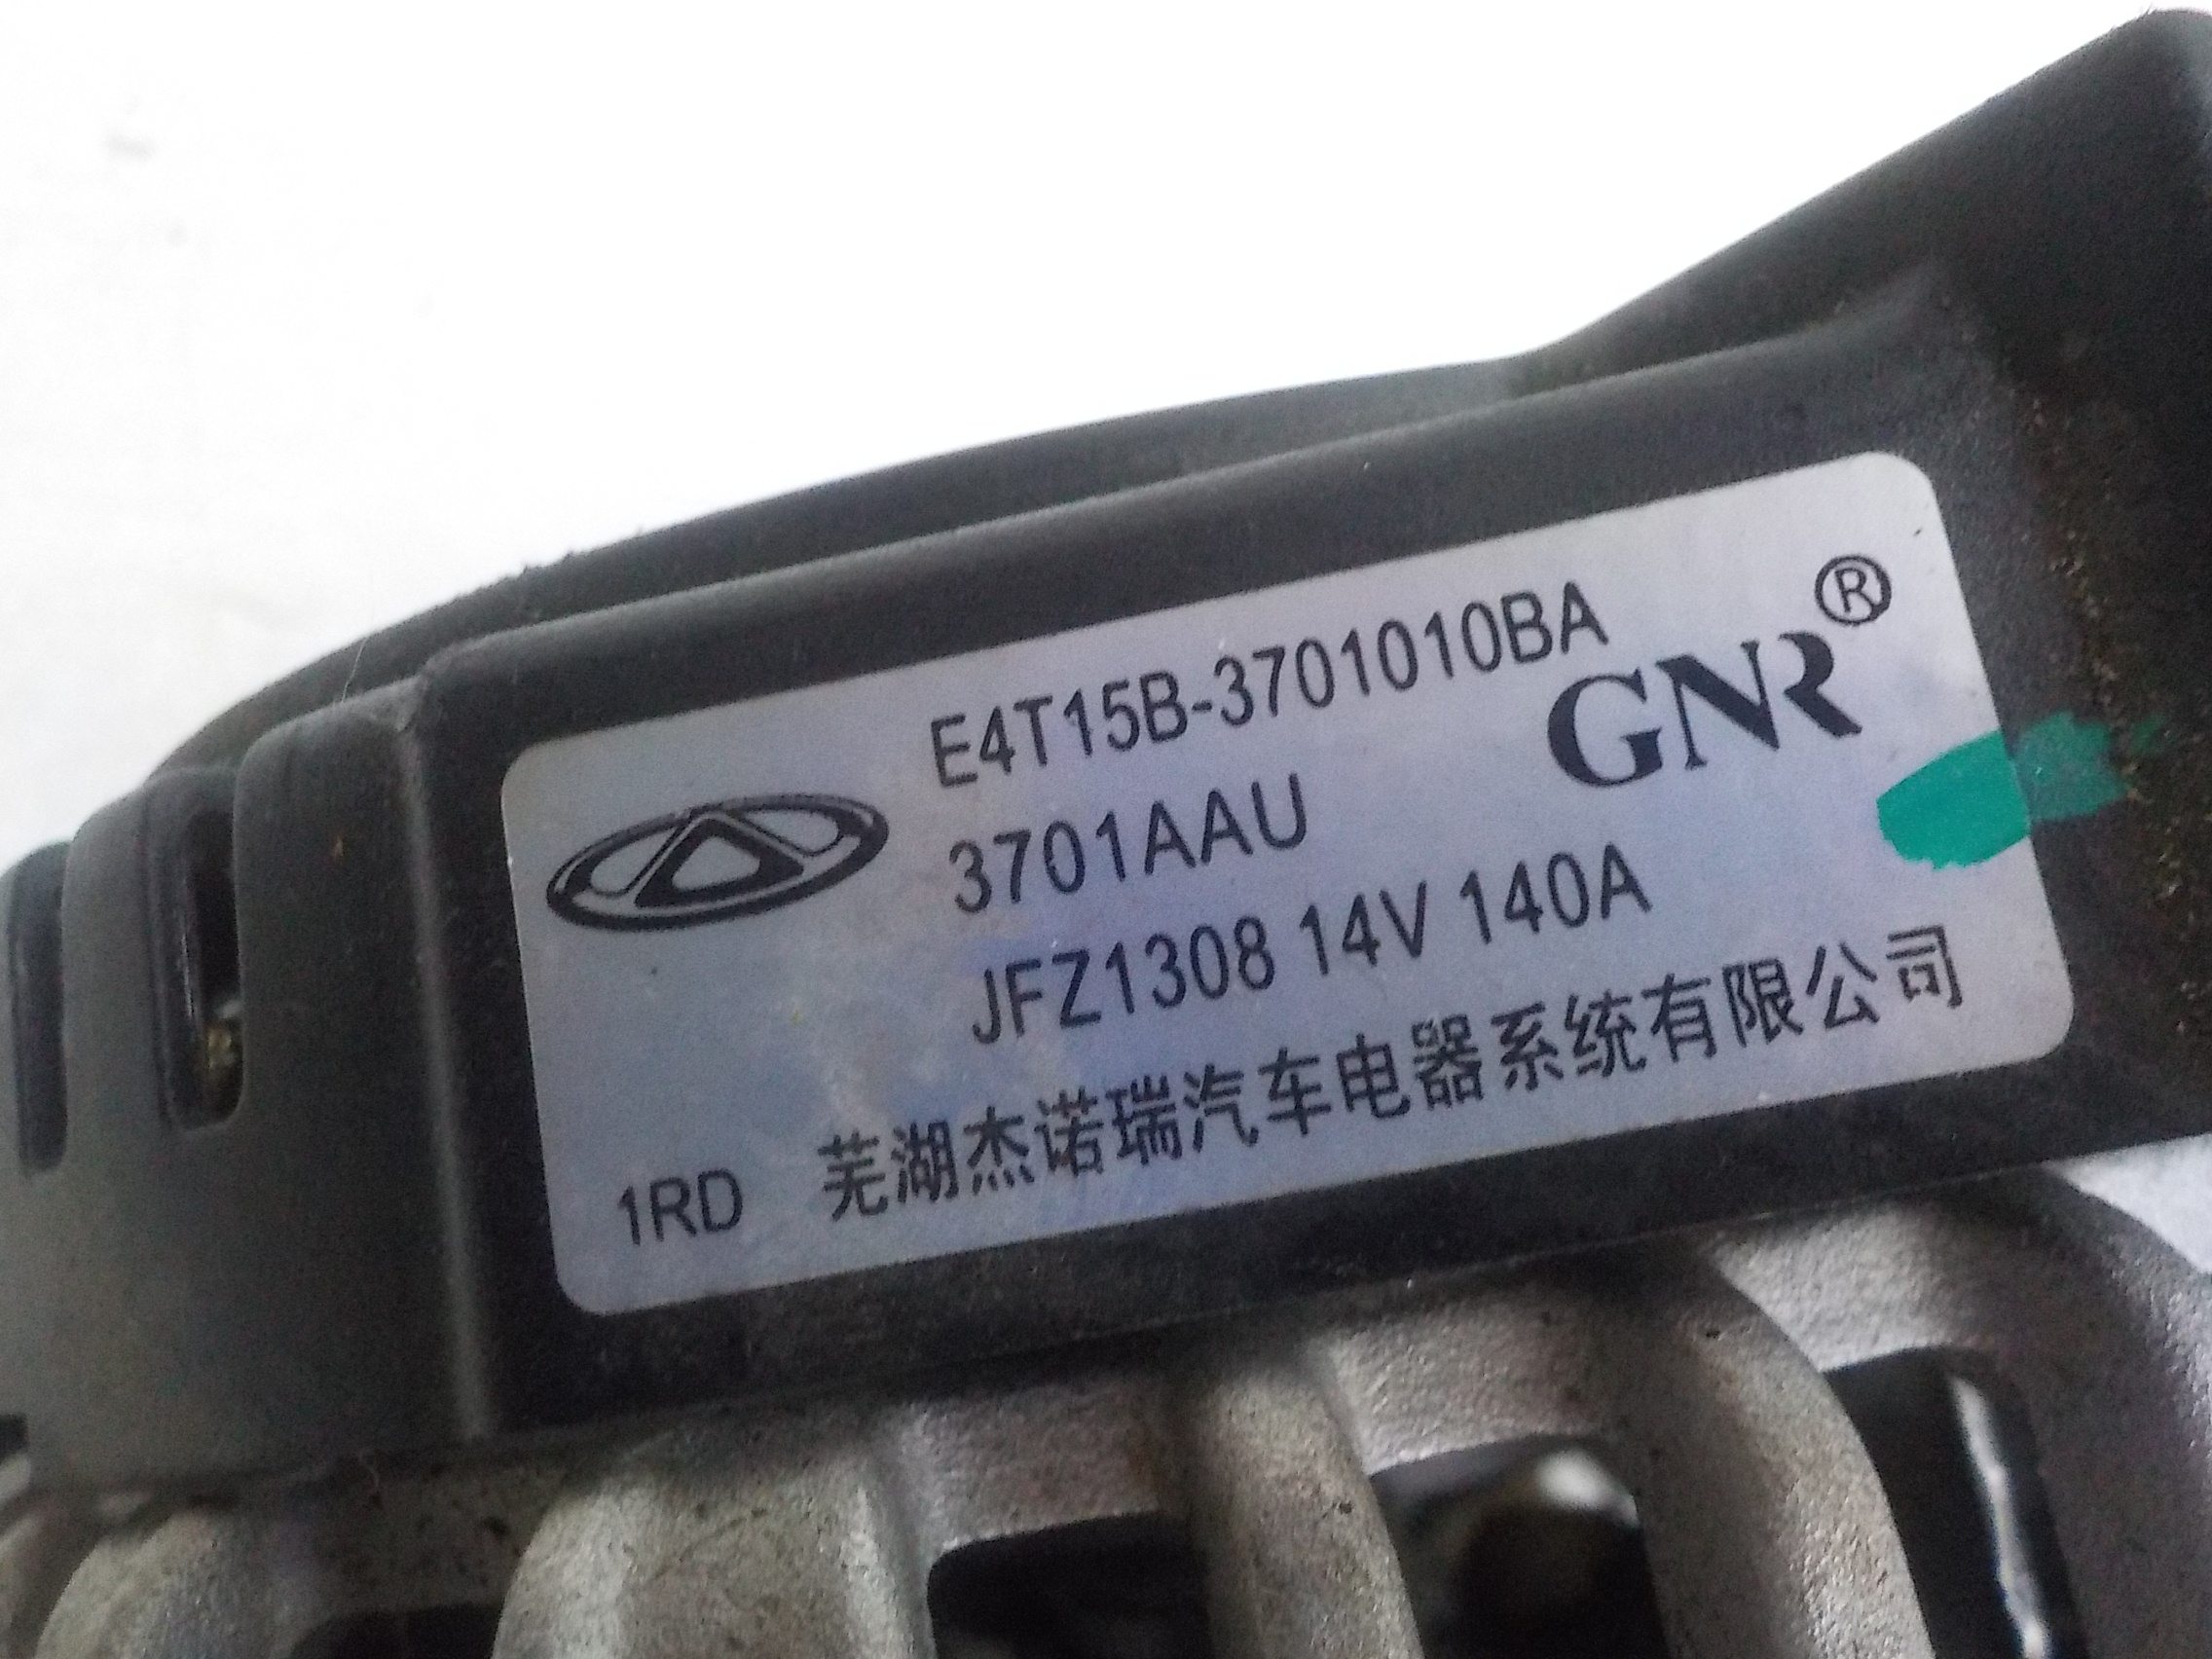 E4T15B-3701010BA
GNR®
3701AAU
JFZ1308 14V 140A
1RD 芜湖杰诺瑞汽车电器系统有限公司